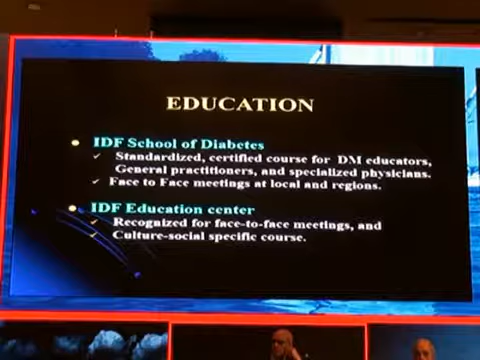 EDUCATION
IDF School of Diabetes
Standardized, certified course for DM educators,
General practitioners, and specialized physicians.
Face to Face meetings at local and regions.
IDF Education center
Recognized for face-to-face meetings, and
Culture-social specific course.